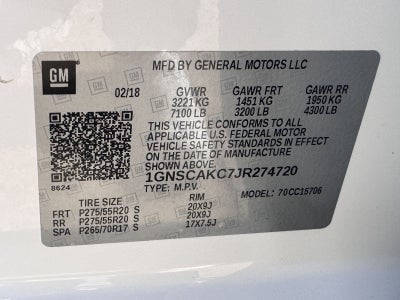 GM
MFD BY GENERAL MOTORS LLC
02/18 GVWR GAWR FRT GAWR RR
3221 KG 1451 KG 1950 KG
7100 LB 3200 LB 4300 LB
THIS VEHICLE CONFORMS TO ALL
APPLICABLE U.S. FEDERAL MOTOR
VEHICLE SAFETY STANDARDS
IN EFFECT ON THE DATE OF
MANUFACTURE SHOWN ABOVE.
8624
1GNSCAKC7JR274720
TYPE: M.P.V. MODEL: 70CC15706
TIRE SIZE RIM
FRT P275/55R20 S 20X9J
RR P275/55R20 S 20X9J
SPA P265/70R17 S 17X7.5J